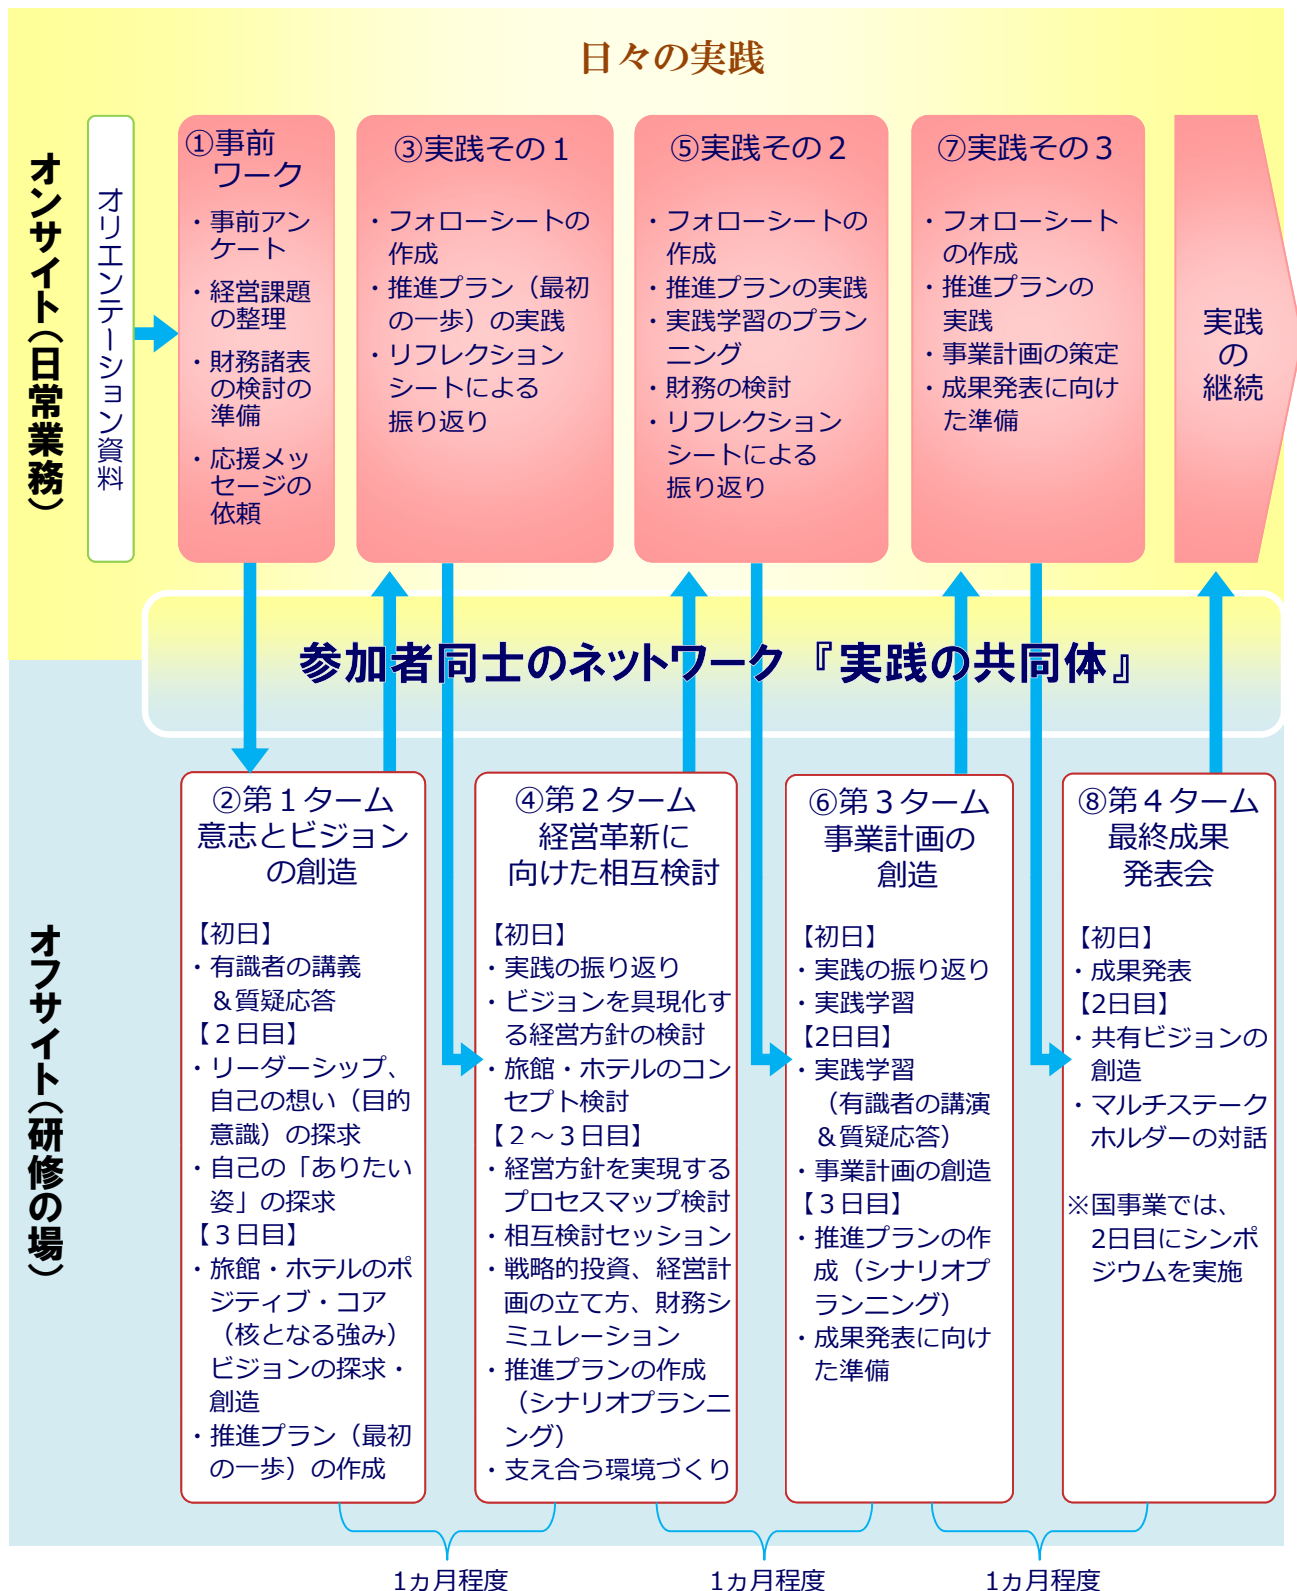 日々の実践
オンサイト（日常業務）
オリエンテーション資料
①事前
ワーク
・事前アン
ケート
・経営課題
の整理
・財務諸表
の検討の
準備
・応援メッ
セージの
依頼
③実践その１
・フォローシートの
作成
・推進プラン（最初
の一歩）の実践
・リフレクション
シートによる
振り返り
⑤実践その２
・フォローシートの
作成
・推進プランの実践
・実践学習のプラン
ニング
・財務の検討
・リフレクション
シートによる
振り返り
⑦実践その３
・フォローシート
の作成
・推進プランの
実践
・事業計画の策定
・成果発表に向け
た準備
実践
の
継続
参加者同士のネットワーク『実践の共同体』
オフサイト（研修の場）
②第１ターム
意志とビジョン
の創造
【初日】
・有識者の講義
＆質疑応答
【２日目】
・リーダーシップ、
自己の想い（目的
意識）の探求
・自己の「ありたい
姿」の探求
【３日目】
・旅館・ホテルのポ
ジティブ・コア
（核となる強み）
ビジョンの探求・
創造
・推進プラン（最初
の一歩）の作成
④第２ターム
経営革新に
向けた相互検討
【初日】
・実践の振り返り
・ビジョンを具現化す
る経営方針の検討
・旅館・ホテルのコン
セプト検討
【２～３日目】
・経営方針を実現する
プロセスマップ検討
・相互検討セッション
・戦略的投資、経営計
画の立て方、財務シ
ミュレーション
・推進プランの作成
（シナリオプランニ
ング）
・支え合う環境づくり
⑥第３ターム
事業計画の
創造
【初日】
・実践の振り返り
・実践学習
【2日目】
・実践学習
（有識者の講演
＆質疑応答）
・事業計画の創造
【３日目】
・推進プランの作
成（シナリオプ
ランニング）
・成果発表に向け
た準備
⑧第４ターム
最終成果
発表会
【初日】
・成果発表
【2日目】
・共有ビジョンの
創造
・マルチステーク
ホルダーの対話
※国事業では、
2日目にシンポ
ジウムを実施
1ヵ月程度
1ヵ月程度
1ヵ月程度